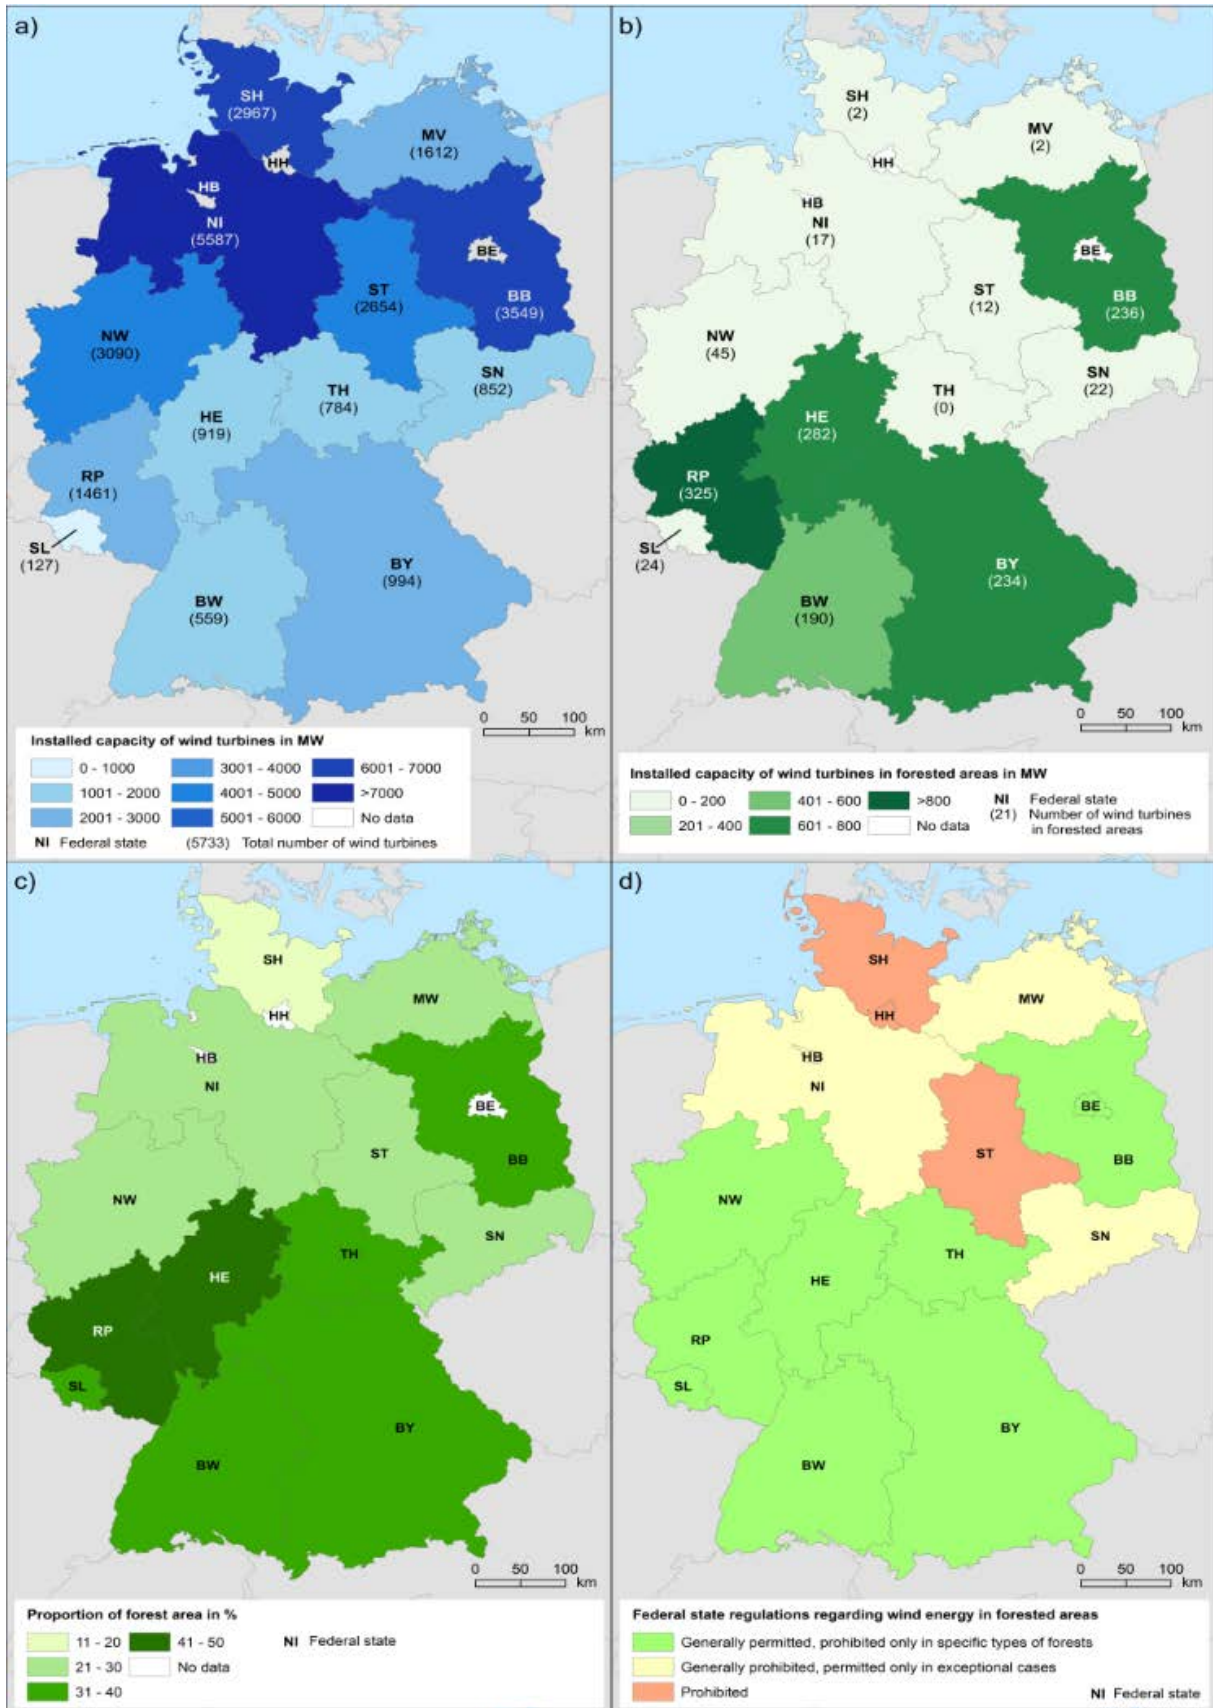 a)
SH
(2967)
MV
(1612)
HH
HB
NI
(5587)
BE
BB
(3549)
ST
(2654)
NW
(3090)
SN
(852)
TH
(784)
HE
(919)
RP
(1461)
SL
(127)
BY
(994)
BW
(559)
0 50 100
km
Installed capacity of wind turbines in MW
0 - 1000
3001 - 4000
6001 - 7000
1001 - 2000
4001 - 5000
>7000
2001 - 3000
5001 - 6000
No data
NI Federal state
(5733) Total number of wind turbines
b)
SH
(2)
MV
(2)
HH
HB
NI
(17)
BE
BB
(236)
ST
(12)
NW
(45)
SN
(22)
TH
(0)
HE
(282)
RP
(325)
SL
(24)
BY
(234)
BW
(190)
0 50 100
km
Installed capacity of wind turbines in forested areas in MW
0 - 200
401 - 600
>800
NI Federal state
201 - 400
601 - 800
No data
(21) Number of wind turbines
in forested areas
c)
SH
MW
HH
HB
NI
BE
BB
ST
NW
SN
TH
HE
RP
SL
BY
BW
0 50 100
km
Proportion of forest area in %
11 - 20
41 - 50
NI Federal state
21 - 30
No data
31 - 40
d)
SH
MW
HH
HB
NI
BE
BB
ST
NW
SN
TH
HE
RP
SL
BY
BW
0 50 100
km
Federal state regulations regarding wind energy in forested areas
Generally permitted, prohibited only in specific types of forests
Generally prohibited, permitted only in exceptional cases
Prohibited
NI Federal state